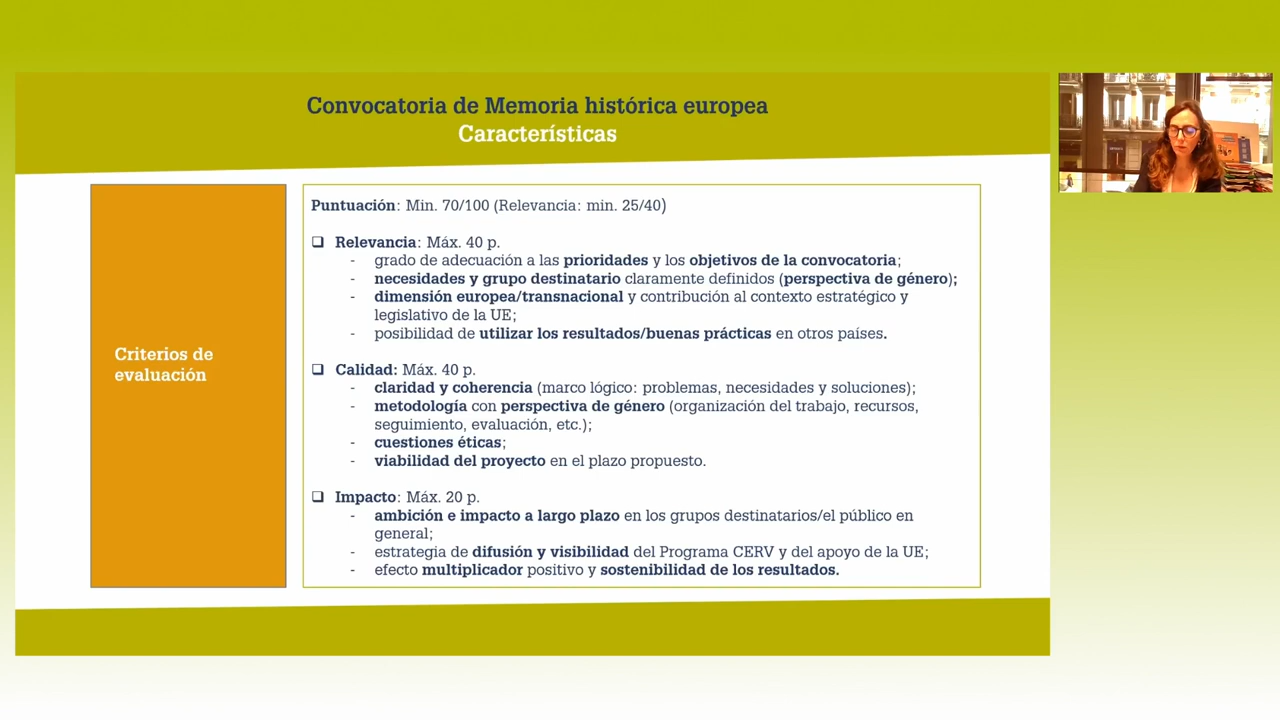 Convocatoria de Memoria histórica europea
Características
Criterios de
evaluación
Puntuación: Min. 70/100 (Relevancia: min. 25/40)
❑ Relevancia: Máx. 40 p.
- grado de adecuación a las prioridades y los objetivos de la convocatoria;
- necesidades y grupo destinatario claramente definidos (perspectiva de género);
- dimensión europea/transnacional y contribución al contexto estratégico y
legislativo de la UE;
- posibilidad de utilizar los resultados/buenas prácticas en otros países.
❑ Calidad: Máx. 40 p.
- claridad y coherencia (marco lógico: problemas, necesidades y soluciones);
- metodología con perspectiva de género (organización del trabajo, recursos,
seguimiento, evaluación, etc.);
- cuestiones éticas;
- viabilidad del proyecto en el plazo propuesto.
❑ Impacto: Máx. 20 p.
- ambición e impacto a largo plazo en los grupos destinatarios/el público en
general;
- estrategia de difusión y visibilidad del Programa CERV y del apoyo de la UE;
- efecto multiplicador positivo y sostenibilidad de los resultados.